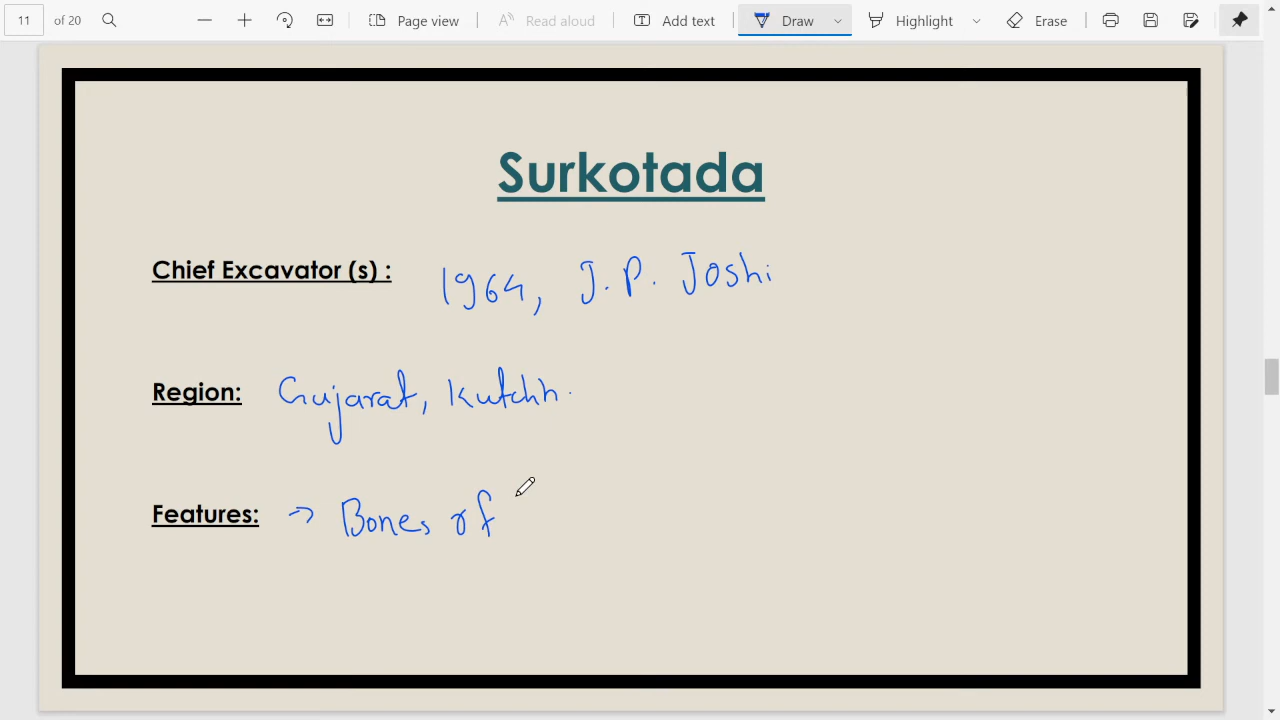 11 of 20 Page view Read aloud Add text Draw Highlight Erase
Surkotada
Chief Excavator (s) : 1964, J. P. Joshi
Region: Gujarat, Kutchh.
Features: → Bones of